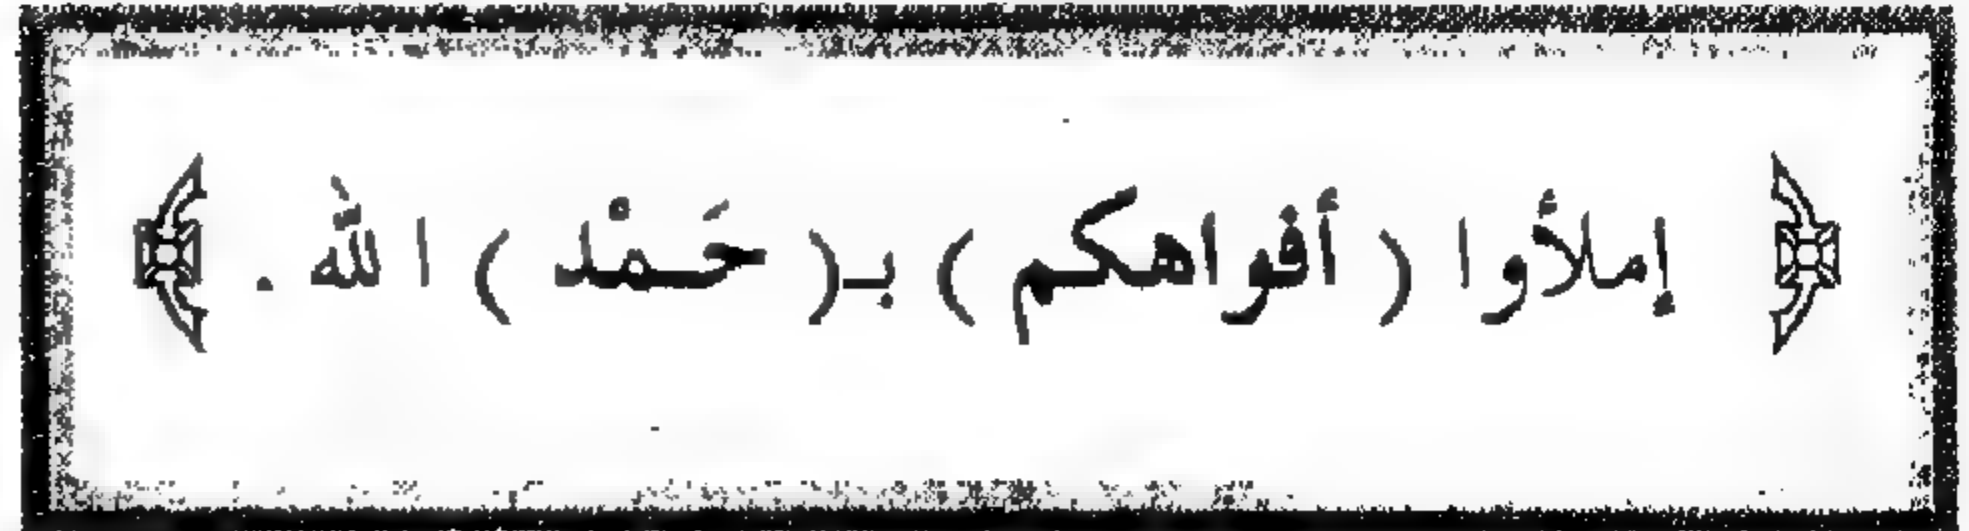 ﴿ إملأوا ( أفواهكم ) بـ( حَمْد ) الله . ﴾